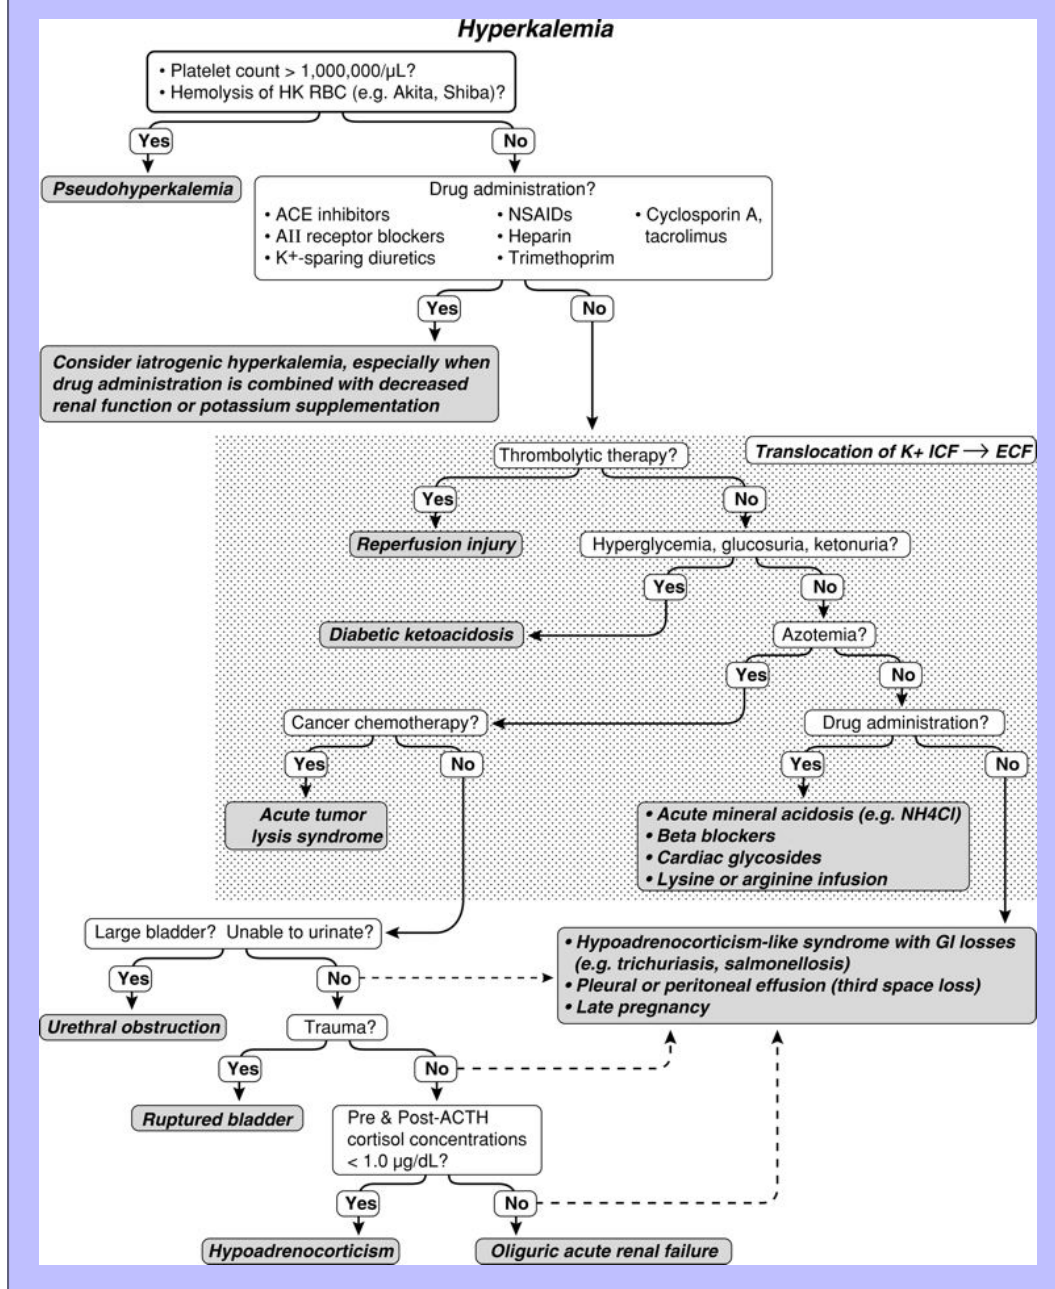 Hyperkalemia
• Platelet count > 1,000,000/µL?
• Hemolysis of HK RBC (e.g. Akita, Shiba)?
Yes
No
Pseudohyperkalemia
Drug administration?
• ACE inhibitors
• AII receptor blockers
• K+-sparing diuretics
• NSAIDs
• Heparin
• Trimethoprim
• Cyclosporin A,
tacrolimus
Yes
No
Consider iatrogenic hyperkalemia, especially when
drug administration is combined with decreased
renal function or potassium supplementation
Thrombolytic therapy?
Translocation of K+ ICF → ECF
Yes
No
Reperfusion injury
Hyperglycemia, glucosuria, ketonuria?
Yes
No
Diabetic ketoacidosis
Azotemia?
Yes
No
Cancer chemotherapy?
Drug administration?
Yes
No
Yes
No
Acute tumor
lysis syndrome
• Acute mineral acidosis (e.g. NH4Cl)
• Beta blockers
• Cardiac glycosides
• Lysine or arginine infusion
Large bladder? Unable to urinate?
• Hypoadrenocorticism-like syndrome with GI losses
(e.g. trichuriasis, salmonellosis)
• Pleural or peritoneal effusion (third space loss)
• Late pregnancy
Yes
No
Urethral obstruction
Trauma?
Yes
No
Ruptured bladder
Pre & Post-ACTH
cortisol concentrations
< 1.0 µg/dL?
Yes
No
Hypoadrenocorticism
Oliguric acute renal failure